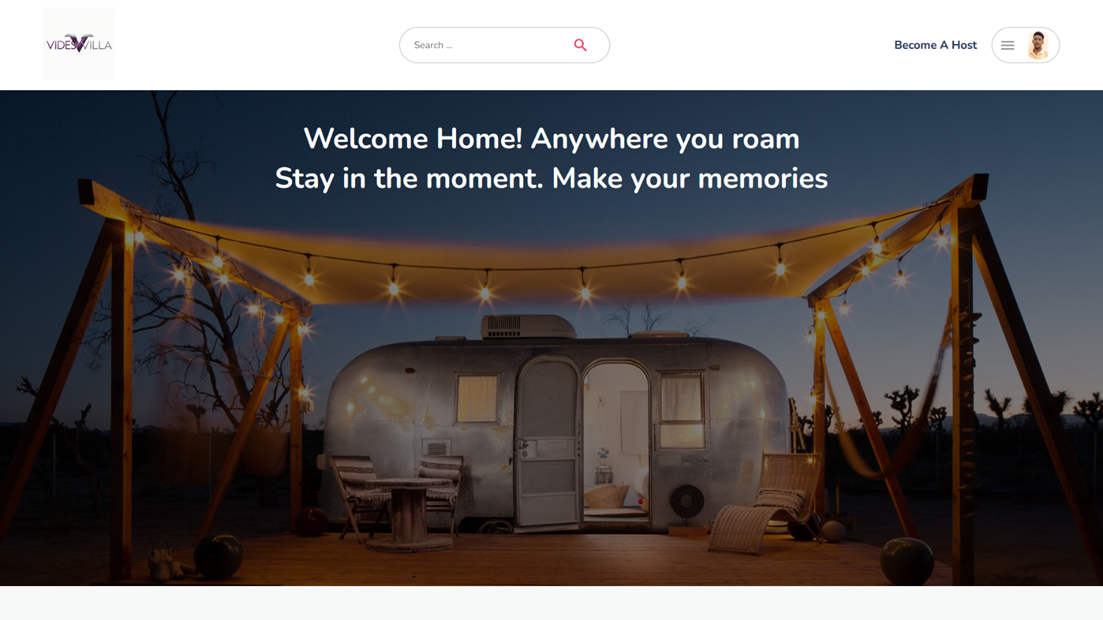 VIDESVILLA
Search ...
Become A Host
Welcome Home! Anywhere you roam
Stay in the moment. Make your memories